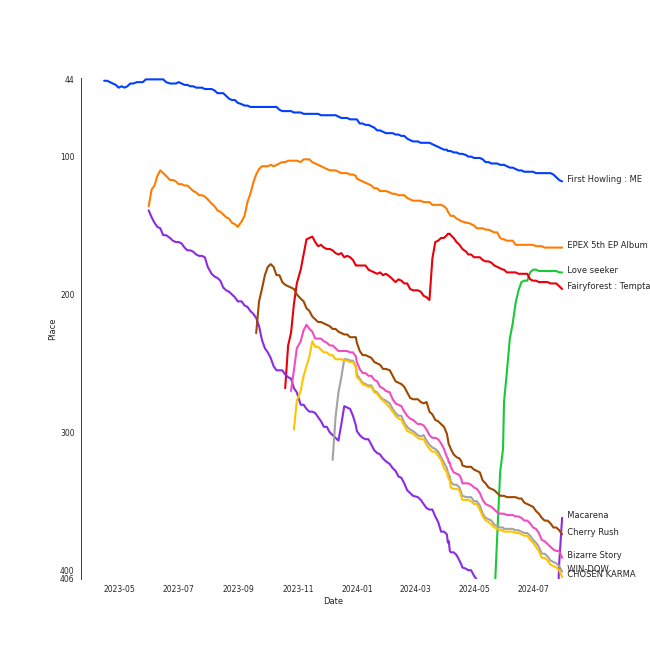 44
100
200
300
400
406
Place
2023-05
2023-07
2023-09
2023-11
2024-01
2024-03
2024-05
2024-07
Date
First Howling : ME
EPEX 5th EP Album
Love seeker
Fairyforest : Tempta
Macarena
Cherry Rush
Bizarre Story
WIN-DOW
CHOSEN KARMA